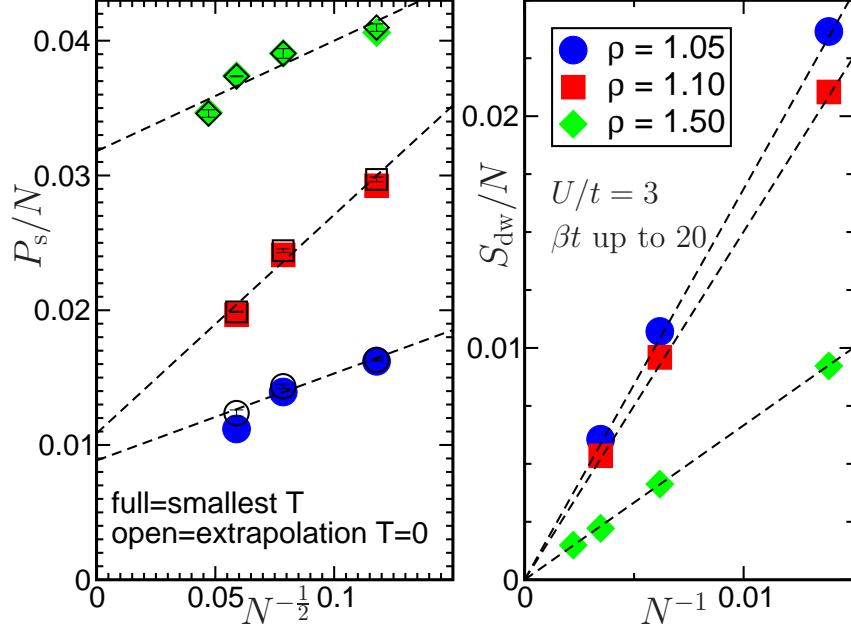 0.04
0.03
0.02
0.01
0
P_s/N
0 0.05 0.1
N^{-\frac{1}{2}}
full=smallest T
open=extrapolation T=0
0.02
0.01
0
S_dw/N
0 0.01
N^{-1}
ρ = 1.05
ρ = 1.10
ρ = 1.50
U/t = 3
βt up to 20